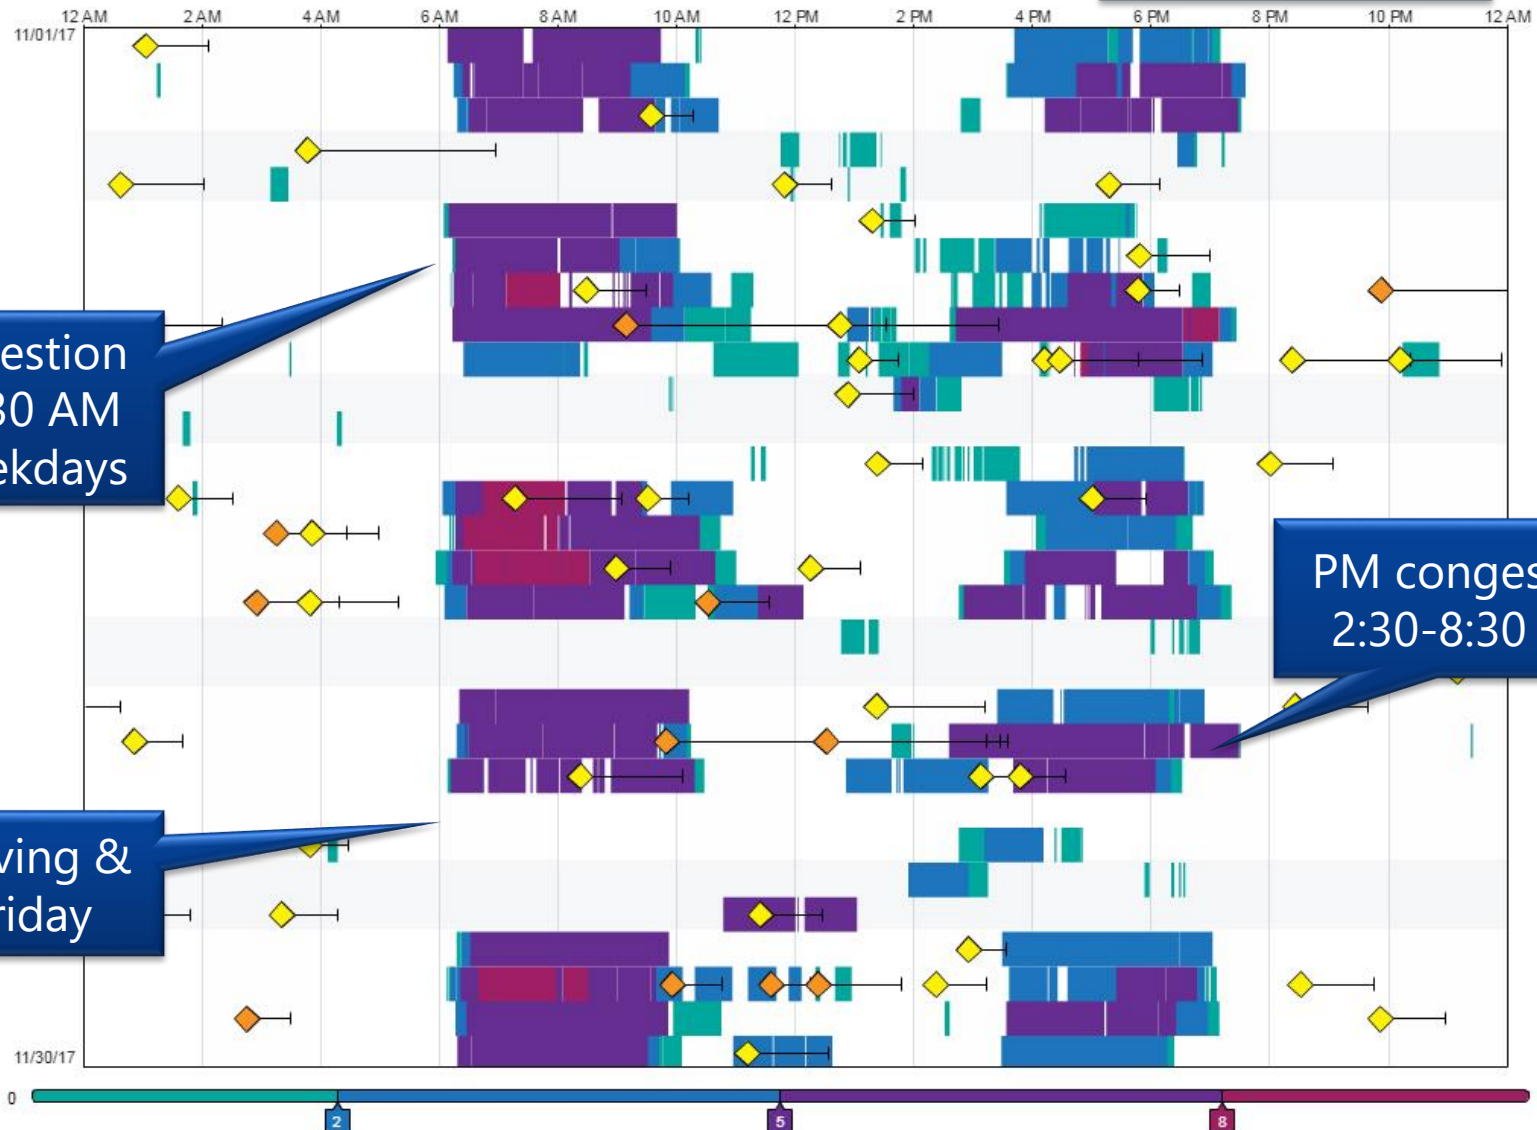 12 AM 2 AM 4 AM 6 AM 8 AM 10 AM 12 PM 2 PM 4 PM 6 PM 8 PM 10 PM 12 AM
11/01/17
estion
30 AM
ekdays
PM conges
2:30-8:30
ving &
riday
11/30/17
0
2 5 8